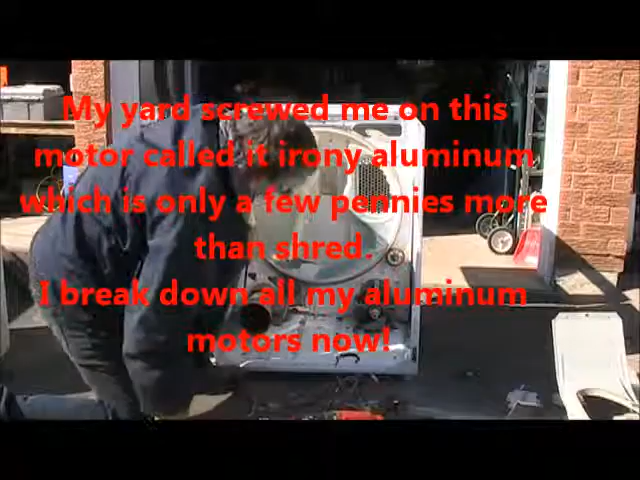 My yard screwed me on this
motor called it irony aluminum
which is only a few pennies more
than shred.
I break down all my aluminum
motors now!